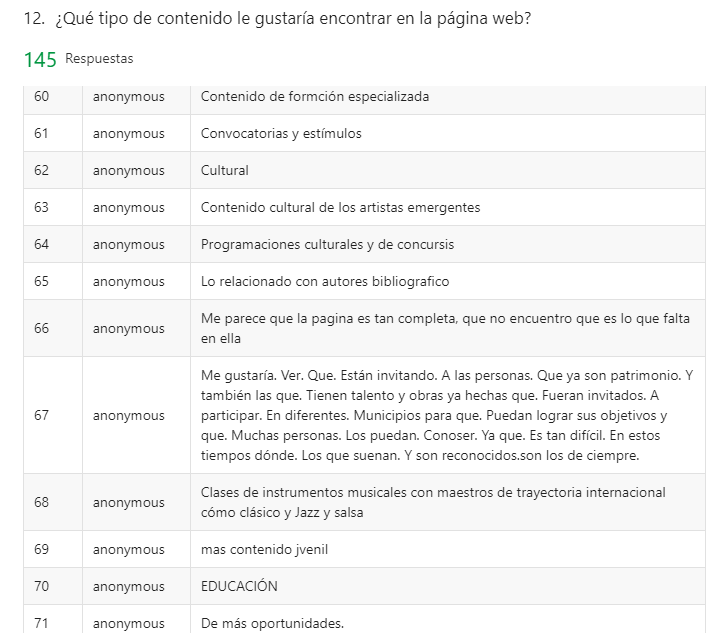 12. ¿Qué tipo de contenido le gustaría encontrar en la página web?
145 Respuestas
60 anonymous Contenido de formción especializada
61 anonymous Convocatorias y estímulos
62 anonymous Cultural
63 anonymous Contenido cultural de los artistas emergentes
64 anonymous Programaciones culturales y de concursis
65 anonymous Lo relacionado con autores bibliografico
66 anonymous Me parece que la pagina es tan completa, que no encuentro que es lo que falta
en ella
67 anonymous Me gustaría. Ver. Que. Están invitando. A las personas. Que ya son patrimonio. Y
también las que. Tienen talento y obras ya hechas que. Fueran invitados. A
participar. En diferentes. Municipios para que. Puedan lograr sus objetivos y
que. Muchas personas. Los puedan. Conoser. Ya que. Es tan difícil. En estos
tiempos dónde. Los que suenan. Y son reconocidos.son los de ciempre.
68 anonymous Clases de instrumentos musicales con maestros de trayectoria internacional
cómo clásico y Jazz y salsa
69 anonymous mas contenido jvenil
70 anonymous EDUCACIÓN
71 anonymous De más oportunidades.